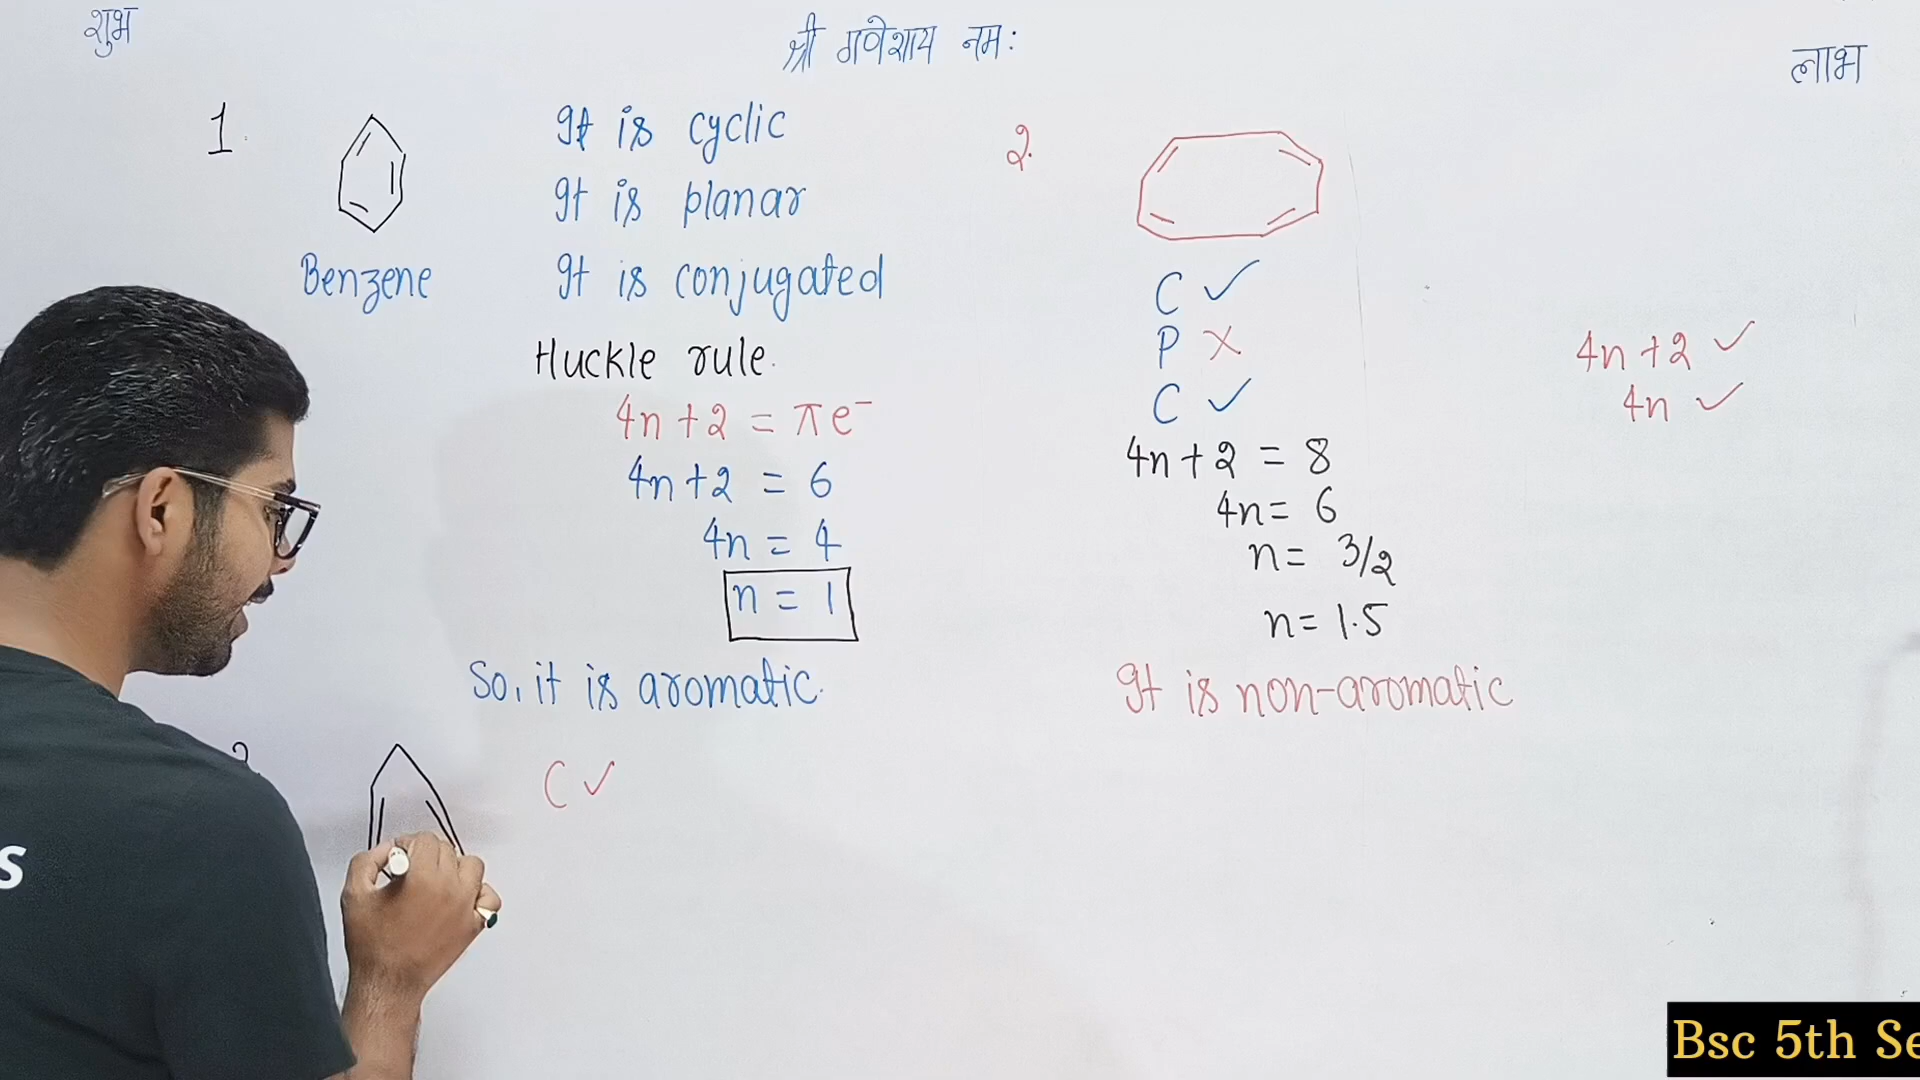 शुभ
श्री गणेशाय नमः
लाभ
1.
It is cyclic
It is planar
Benzene
It is conjugated
Huckle rule.
4n + 2 = πe⁻
4n + 2 = 6
4n = 4
n = 1
So, it is aromatic.
2.
C ✓
P ×
C ✓
4n + 2 = 8
4n = 6
n = 3/2
n = 1.5
It is non-aromatic
4n + 2 ✓
4n ✓
C ✓
s
Bsc 5th Se